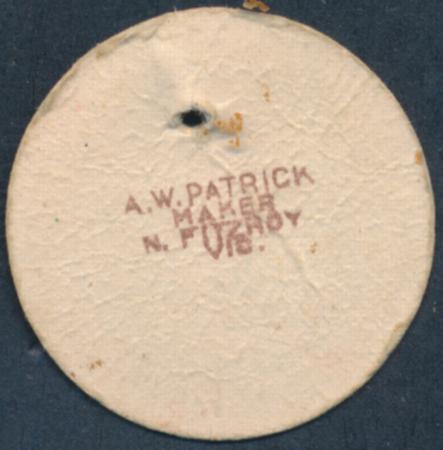 A.W. PATRICK
MAKER
N. FITZROY
VIC.